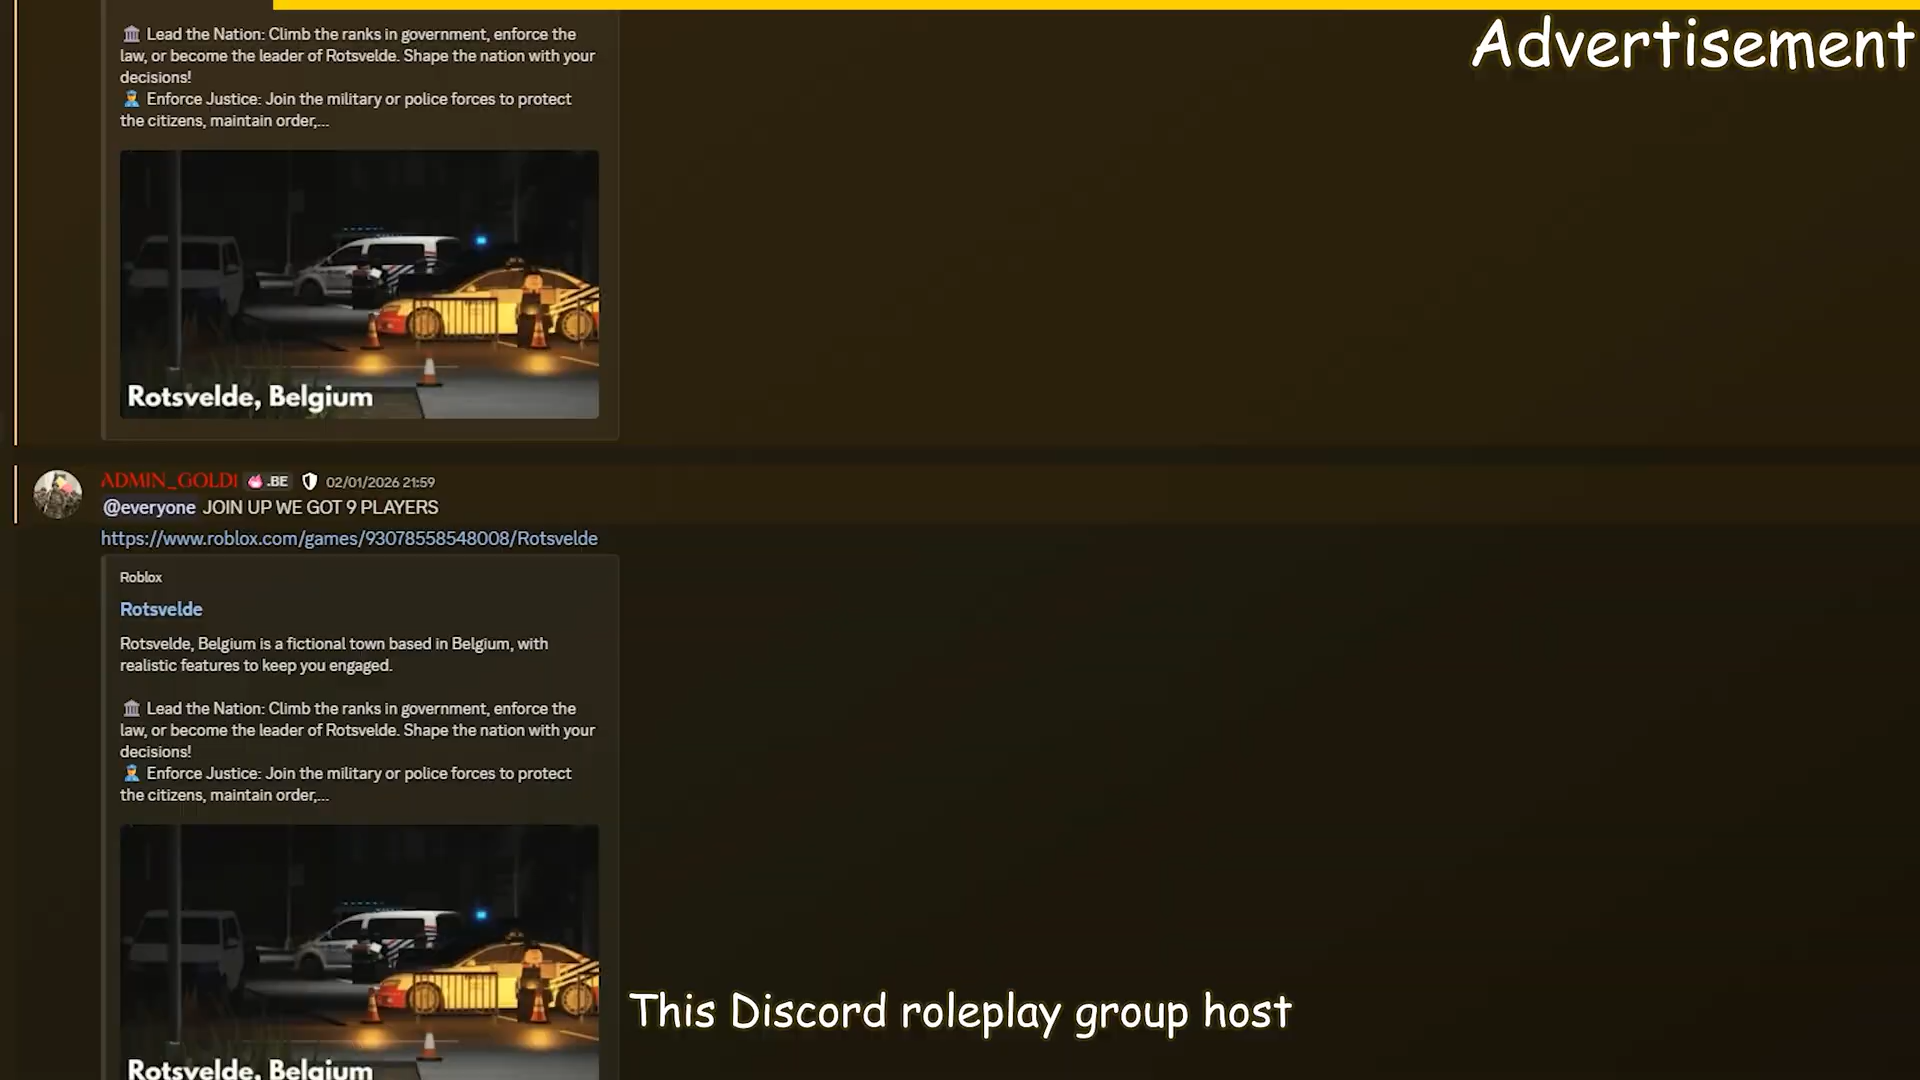 Advertisement
🏛️ Lead the Nation: Climb the ranks in government, enforce the
law, or become the leader of Rotsvelde. Shape the nation with your
decisions!
👮 Enforce Justice: Join the military or police forces to protect
the citizens, maintain order,...
Rotsvelde, Belgium
ADMIN_GOLDI .BE 02/01/2026 21:59
@everyone JOIN UP WE GOT 9 PLAYERS
https://www.roblox.com/games/93078558548008/Rotsvelde
Roblox
Rotsvelde
Rotsvelde, Belgium is a fictional town based in Belgium, with
realistic features to keep you engaged.
🏛️ Lead the Nation: Climb the ranks in government, enforce the
law, or become the leader of Rotsvelde. Shape the nation with your
decisions!
👮 Enforce Justice: Join the military or police forces to protect
the citizens, maintain order,...
Rotsvelde, Belgium
This Discord roleplay group host